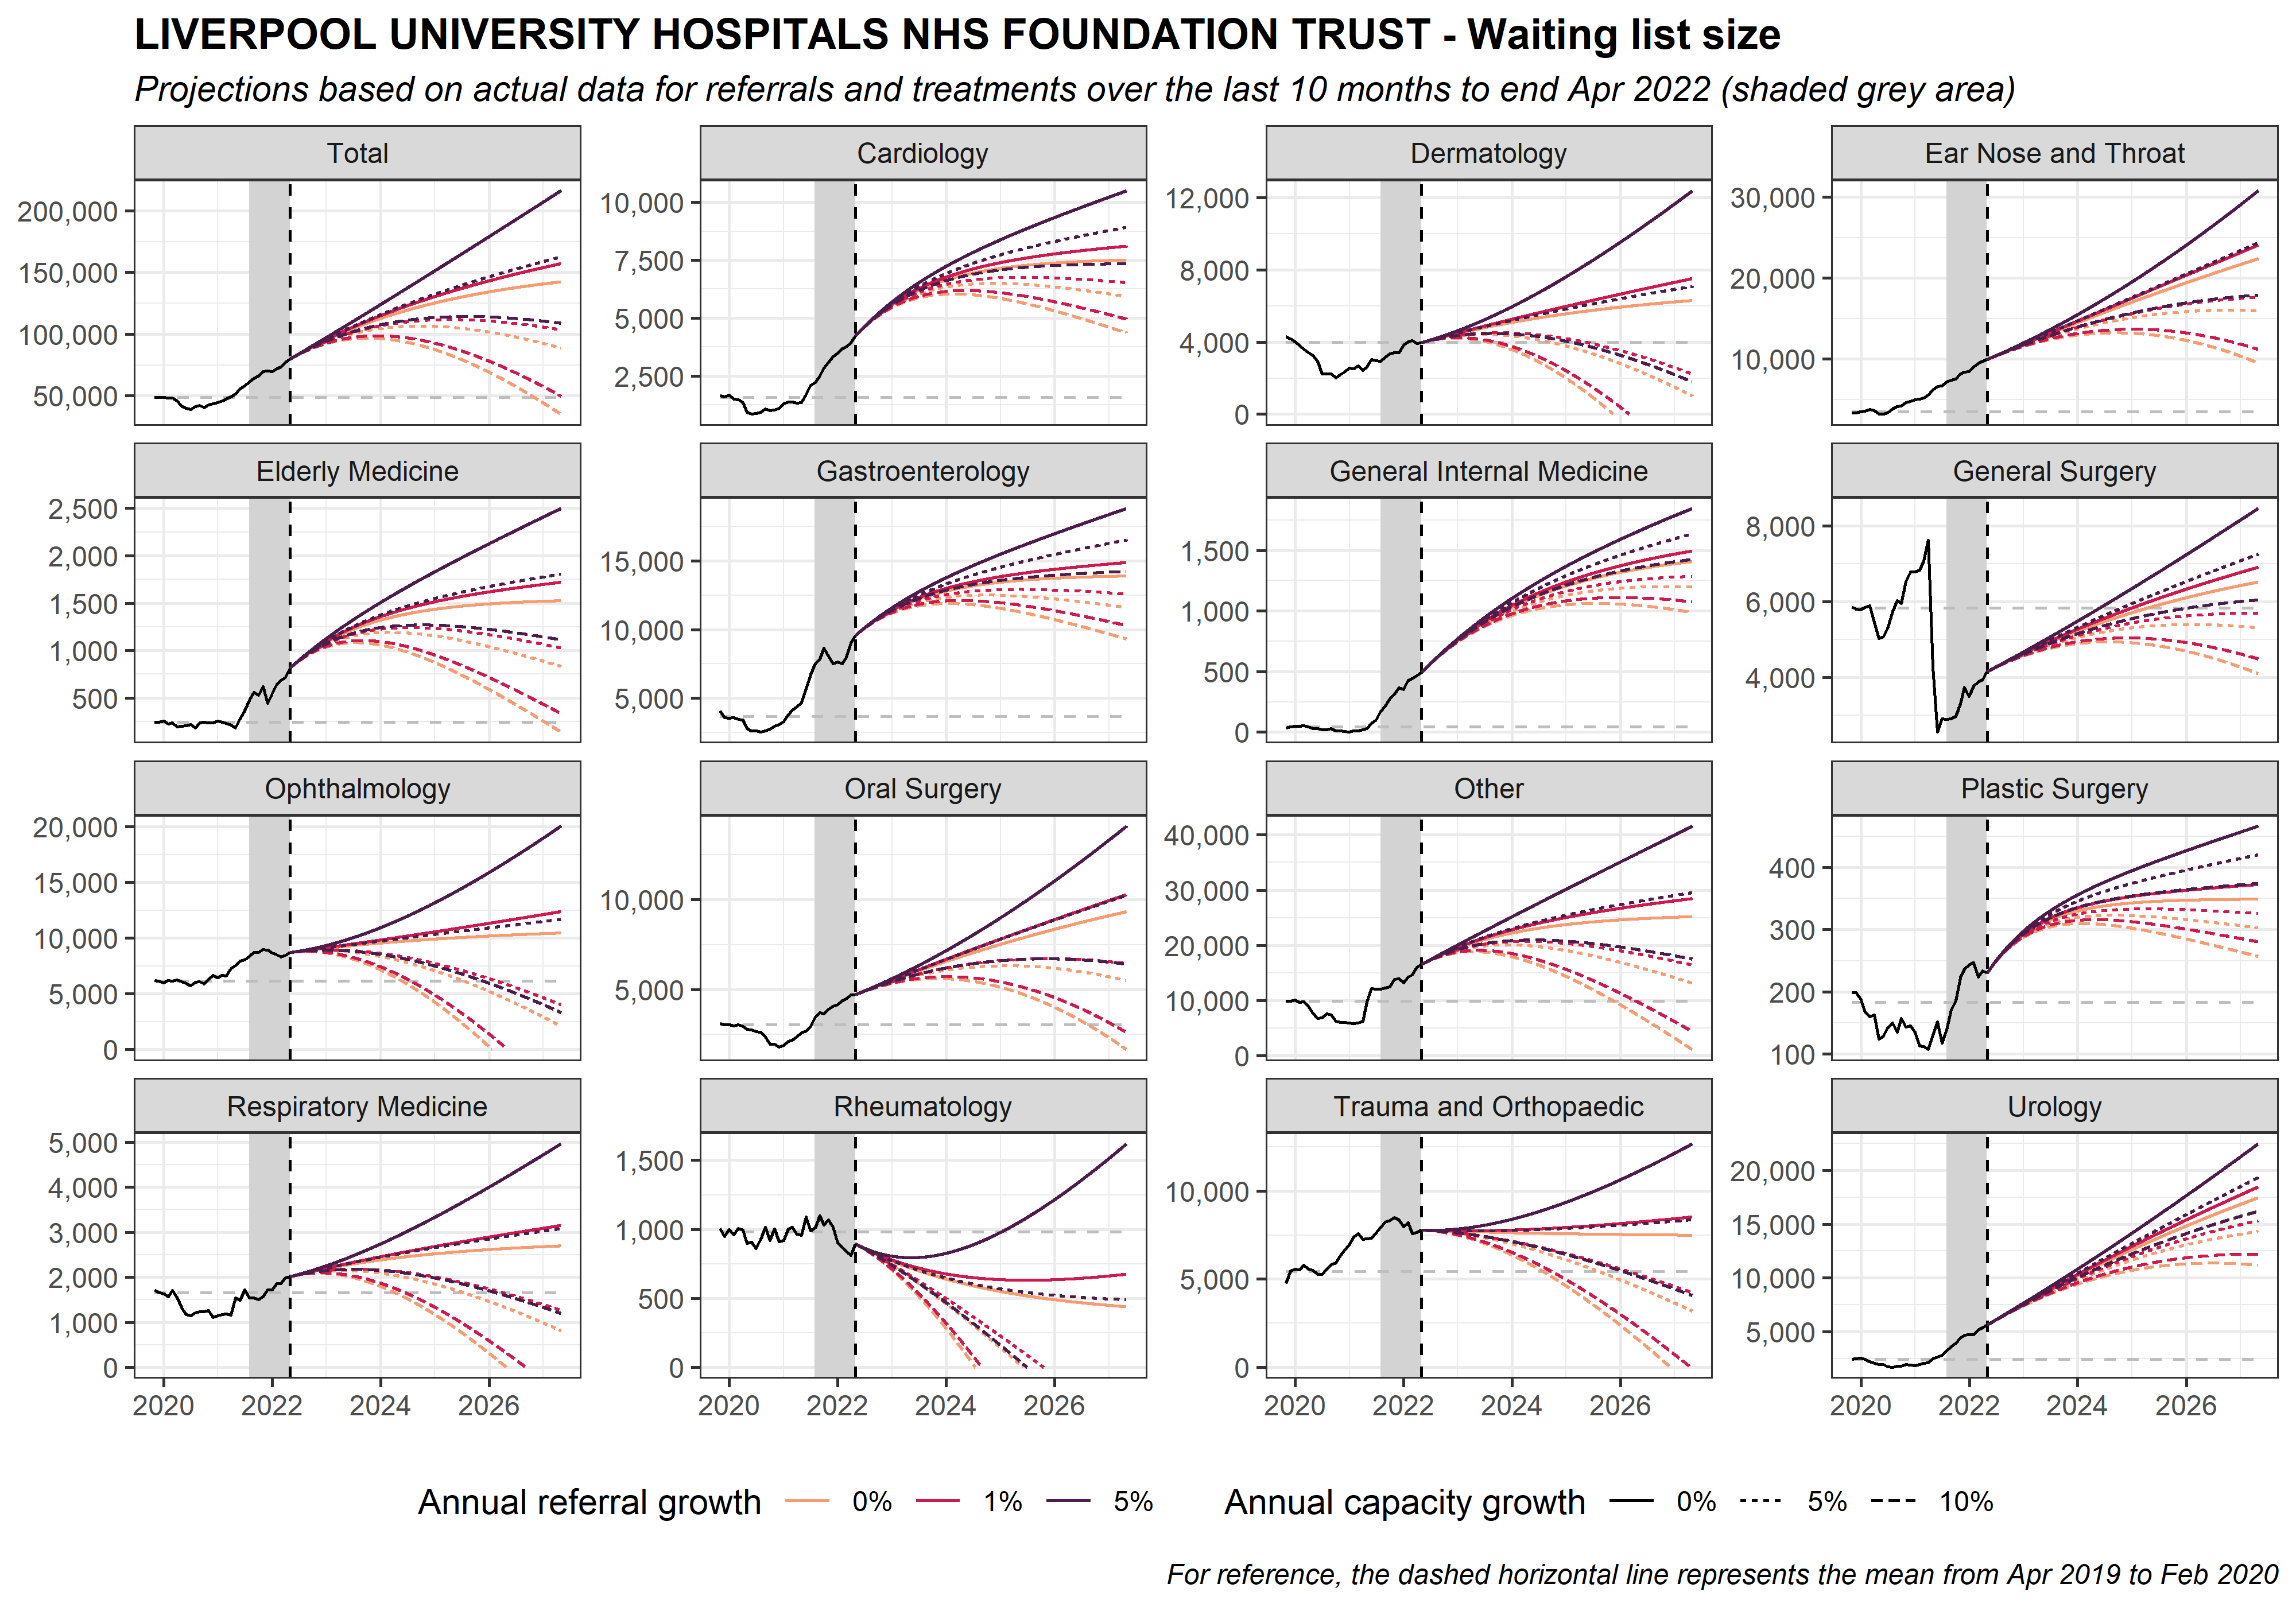 LIVERPOOL UNIVERSITY HOSPITALS NHS FOUNDATION TRUST - Waiting list size
Projections based on actual data for referrals and treatments over the last 10 months to end Apr 2022 (shaded grey area)
Total
200,000
150,000
100,000
50,000
Cardiology
10,000
7,500
5,000
2,500
Dermatology
12,000
8,000
4,000
0
Ear Nose and Throat
30,000
20,000
10,000
Elderly Medicine
2,500
2,000
1,500
1,000
500
Gastroenterology
15,000
10,000
5,000
General Internal Medicine
1,500
1,000
500
0
General Surgery
8,000
6,000
4,000
Ophthalmology
20,000
15,000
10,000
5,000
0
Oral Surgery
10,000
5,000
Other
40,000
30,000
20,000
10,000
0
Plastic Surgery
400
300
200
100
Respiratory Medicine
5,000
4,000
3,000
2,000
1,000
0
2020 2022 2024 2026
Rheumatology
1,500
1,000
500
0
2020 2022 2024 2026
Trauma and Orthopaedic
10,000
5,000
0
2020 2022 2024 2026
Urology
20,000
15,000
10,000
5,000
2020 2022 2024 2026
Annual referral growth 0% 1% 5% Annual capacity growth 0% 5% 10%
For reference, the dashed horizontal line represents the mean from Apr 2019 to Feb 2020